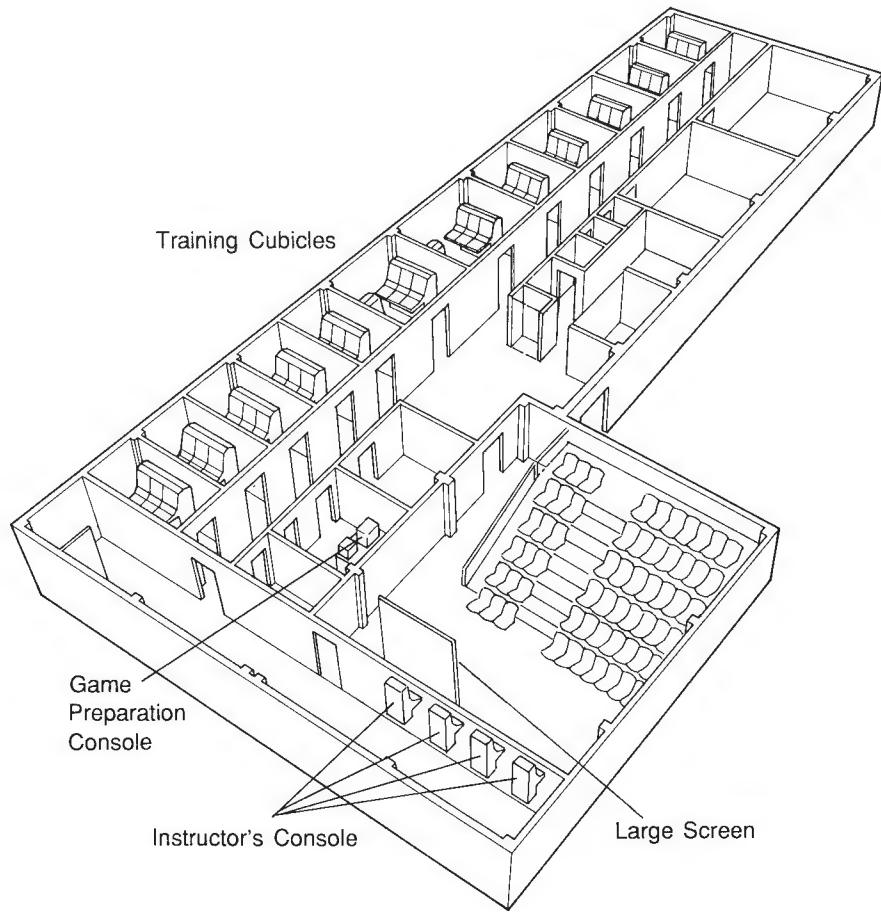 Training Cubicles
Game
Preparation
Console
Instructor's Console
Large Screen